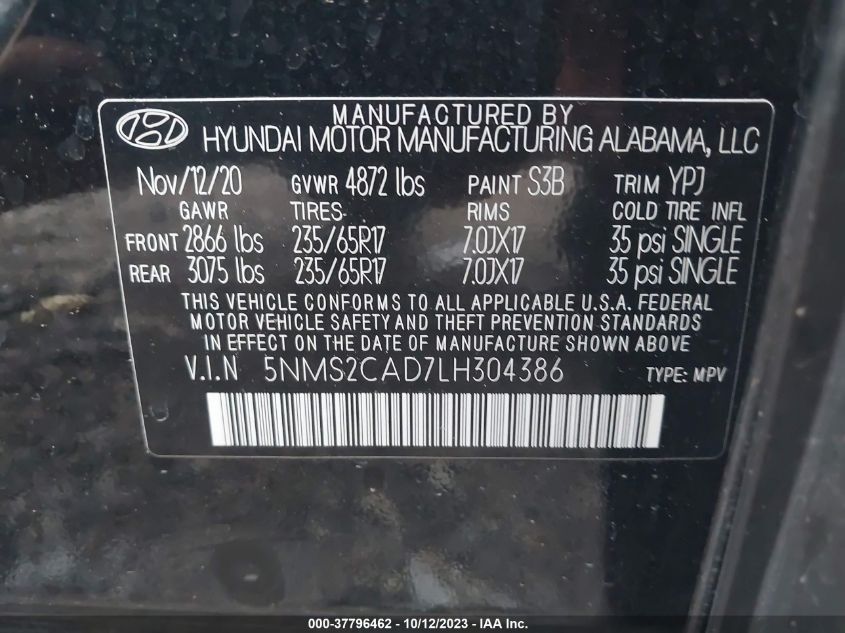 MANUFACTURED BY
HYUNDAI MOTOR MANUFACTURING ALABAMA, LLC
Nov/12/20 GVWR 4872 lbs PAINT S3B TRIM YPJ
GAWR TIRES RIMS COLD TIRE INFL
FRONT 2866 lbs 235/65R17 7.0JX17 35 psi SINGLE
REAR 3075 lbs 235/65R17 7.0JX17 35 psi SINGLE
THIS VEHICLE CONFORMS TO ALL APPLICABLE U.S.A. FEDERAL
MOTOR VEHICLE SAFETY AND THEFT PREVENTION STANDARDS
IN EFFECT ON THE DATE OF MANUFACTURE SHOWN ABOVE
V.I.N 5NMS2CAD7LH304386 TYPE: MPV
000-37796462 - 10/12/2023 - IAA Inc.